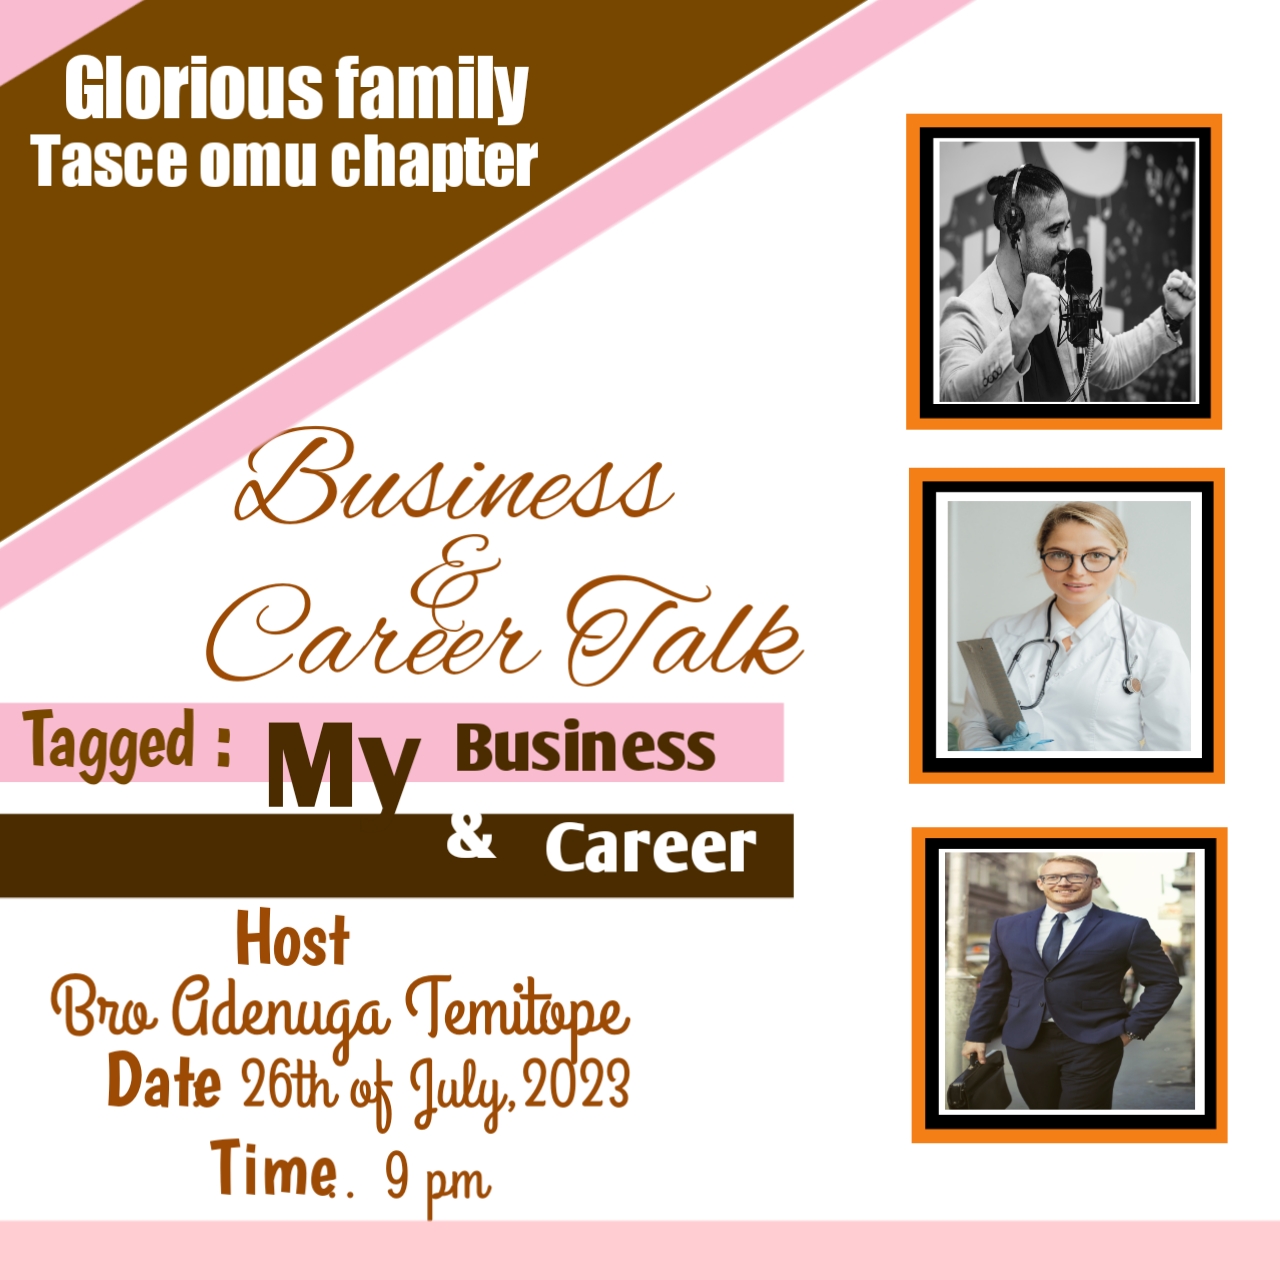 Glorious family
Tasce omu chapter
Business
&
Career Talk
Tagged : My Business
& Career
Host
Bro Adenuga Temitope
Date 26th of July, 2023
Time. . 9 pm